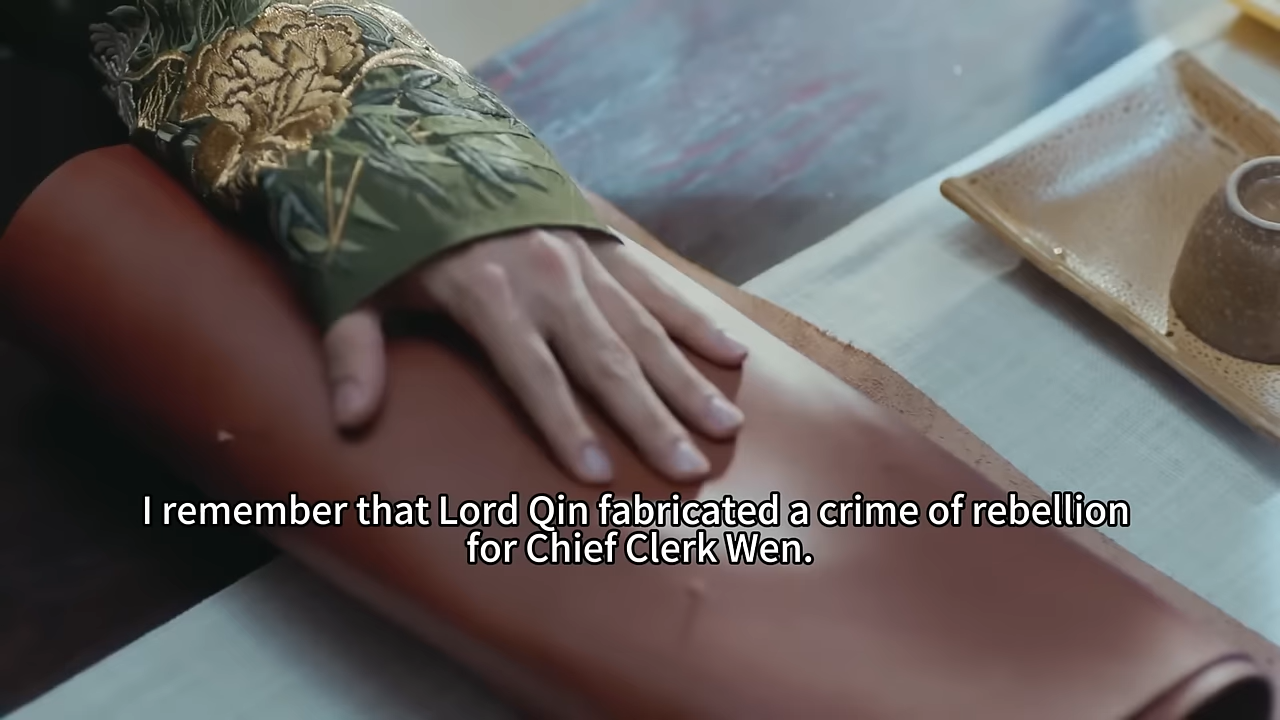 I remember that Lord Qin fabricated a crime of rebellion
for Chief Clerk Wen.